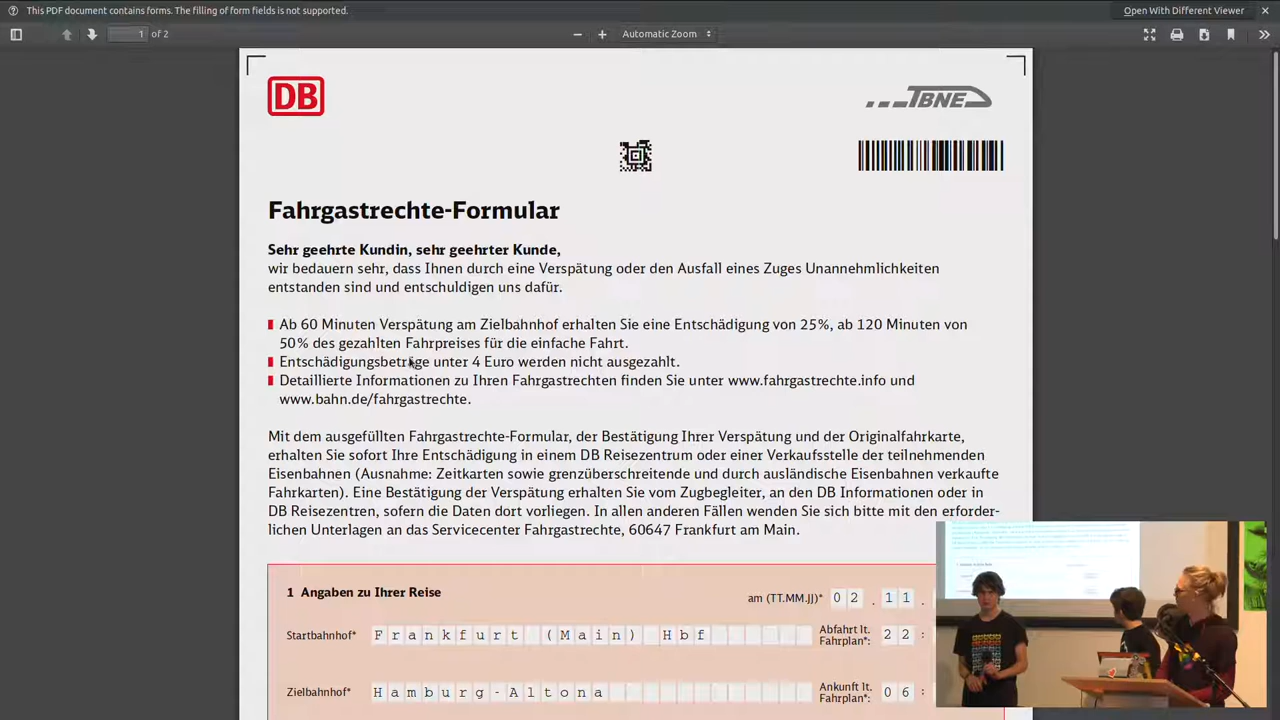 This PDF document contains forms. The filling of form fields is not supported.
Open With Different Viewer
1 of 2
Automatic Zoom
DB
TBNE
Fahrgastrechte-Formular
Sehr geehrte Kundin, sehr geehrter Kunde,
wir bedauern sehr, dass Ihnen durch eine Verspätung oder den Ausfall eines Zuges Unannehmlichkeiten
entstanden sind und entschuldigen uns dafür.
Ab 60 Minuten Verspätung am Zielbahnhof erhalten Sie eine Entschädigung von 25%, ab 120 Minuten von
50% des gezahlten Fahrpreises für die einfache Fahrt.
Entschädigungsbeträge unter 4 Euro werden nicht ausgezahlt.
Detaillierte Informationen zu Ihren Fahrgastrechten finden Sie unter www.fahrgastrechte.info und
www.bahn.de/fahrgastrechte.
Mit dem ausgefüllten Fahrgastrechte-Formular, der Bestätigung Ihrer Verspätung und der Originalfahrkarte,
erhalten Sie sofort Ihre Entschädigung in einem DB Reisezentrum oder einer Verkaufsstelle der teilnehmenden
Eisenbahnen (Ausnahme: Zeitkarten sowie grenzüberschreitende und durch ausländische Eisenbahnen verkaufte
Fahrkarten). Eine Bestätigung der Verspätung erhalten Sie vom Zugbegleiter, an den DB Informationen oder in
DB Reisezentren, sofern die Daten dort vorliegen. In allen anderen Fällen wenden Sie sich bitte mit den erforder-
lichen Unterlagen an das Servicecenter Fahrgastrechte, 60647 Frankfurt am Main.
1 Angaben zu Ihrer Reise
am (TT.MM.JJ)* 02.11.
Startbahnhof* Frankfurt (Main) Hbf
Abfahrt lt. Fahrplan*: 22:
Zielbahnhof* Hamburg-Altona
Ankunft lt. Fahrplan*: 06: